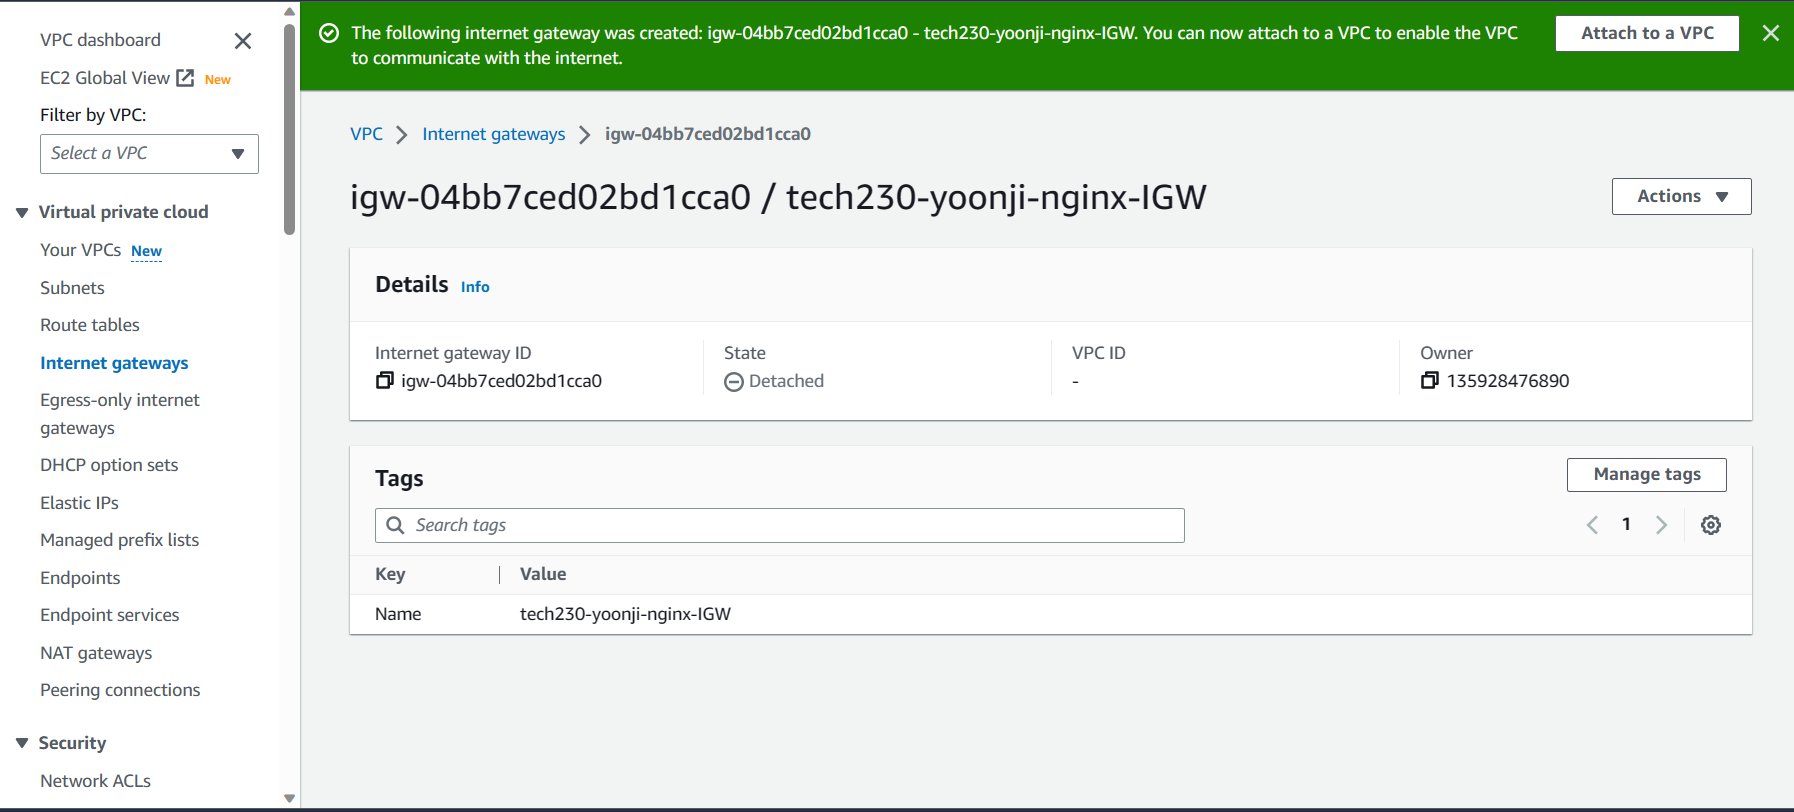 VPC dashboard
EC2 Global View New
Filter by VPC:
Select a VPC
Virtual private cloud
Your VPCs New
Subnets
Route tables
Internet gateways
Egress-only internet
gateways
DHCP option sets
Elastic IPs
Managed prefix lists
Endpoints
Endpoint services
NAT gateways
Peering connections
Security
Network ACLs
The following internet gateway was created: igw-04bb7ced02bd1cca0 - tech230-yoonji-nginx-IGW. You can now attach to a VPC to enable the VPC
to communicate with the internet.
Attach to a VPC
VPC Internet gateways igw-04bb7ced02bd1cca0
igw-04bb7ced02bd1cca0 / tech230-yoonji-nginx-IGW
Actions
Details Info
Internet gateway ID
igw-04bb7ced02bd1cca0
State
Detached
VPC ID
-
Owner
135928476890
Tags
Manage tags
Search tags
1
Key Value
Name tech230-yoonji-nginx-IGW